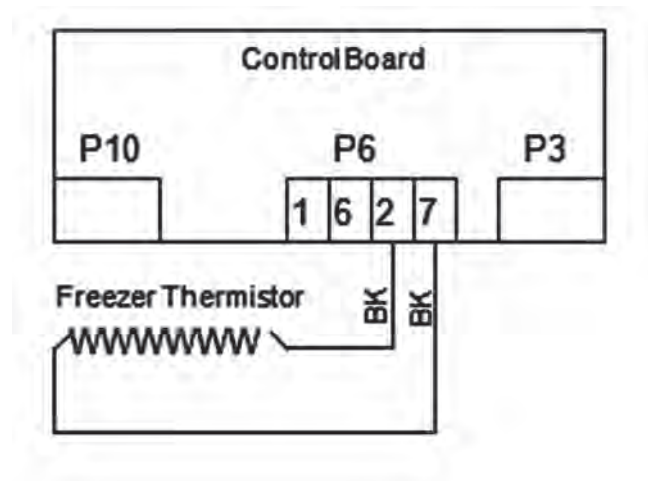 Control Board
P10 P6 P3
1 6 2 7
Freezer Thermistor
BK BK